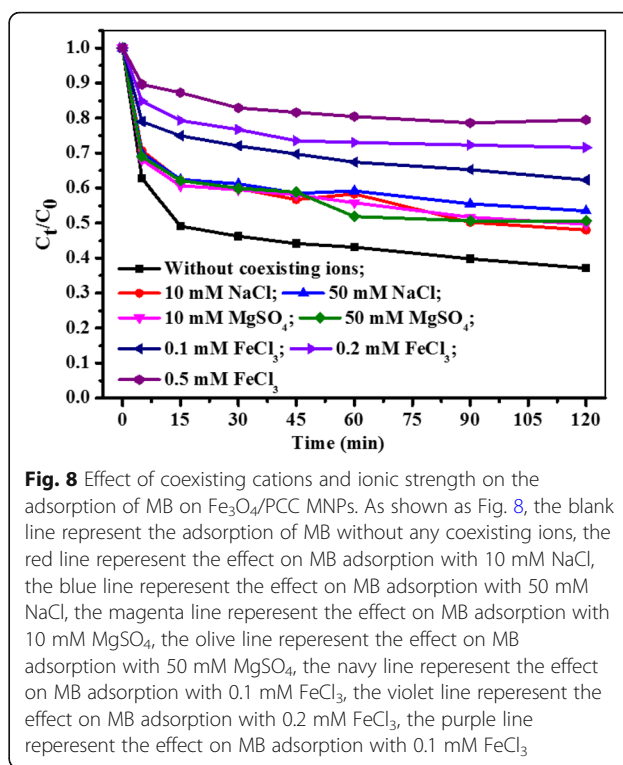 1.0
0.9
0.8
0.7
0.6
0.5
0.4
0.3
0.2
0.1
0.0
Ct/C0
Without coexisting ions;
10 mM NaCl; 50 mM NaCl;
10 mM MgSO4; 50 mM MgSO4;
0.1 mM FeCl3; 0.2 mM FeCl3;
0.5 mM FeCl3
0 15 30 45 60 75 90 105 120
Time (min)
Fig. 8 Effect of coexisting cations and ionic strength on the
adsorption of MB on Fe3O4/PCC MNPs. As shown as Fig. 8, the blank
line represent the adsorption of MB without any coexisting ions, the
red line reperesent the effect on MB adsorption with 10 mM NaCl,
the blue line reperesent the effect on MB adsorption with 50 mM
NaCl, the magenta line reperesent the effect on MB adsorption with
10 mM MgSO4, the olive line reperesent the effect on MB
adsorption with 50 mM MgSO4, the navy line reperesent the effect
on MB adsorption with 0.1 mM FeCl3, the violet line reperesent the
effect on MB adsorption with 0.2 mM FeCl3, the purple line
reperesent the effect on MB adsorption with 0.1 mM FeCl3